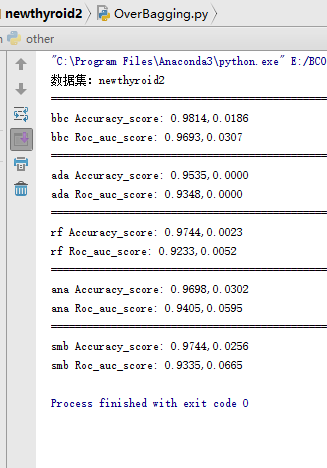 newthyroid2 OverBagging.py
other
"C:\Program Files\Anaconda3\python.exe" E:/BCO
数据集: newthyroid2
bbc Accuracy_score: 0.9814,0.0186
bbc Roc_auc_score: 0.9693,0.0307
ada Accuracy_score: 0.9535,0.0000
ada Roc_auc_score: 0.9348,0.0000
rf Accuracy_score: 0.9744,0.0023
rf Roc_auc_score: 0.9233,0.0052
ana Accuracy_score: 0.9698,0.0302
ana Roc_auc_score: 0.9405,0.0595
smb Accuracy_score: 0.9744,0.0256
smb Roc_auc_score: 0.9335,0.0665
Process finished with exit code 0